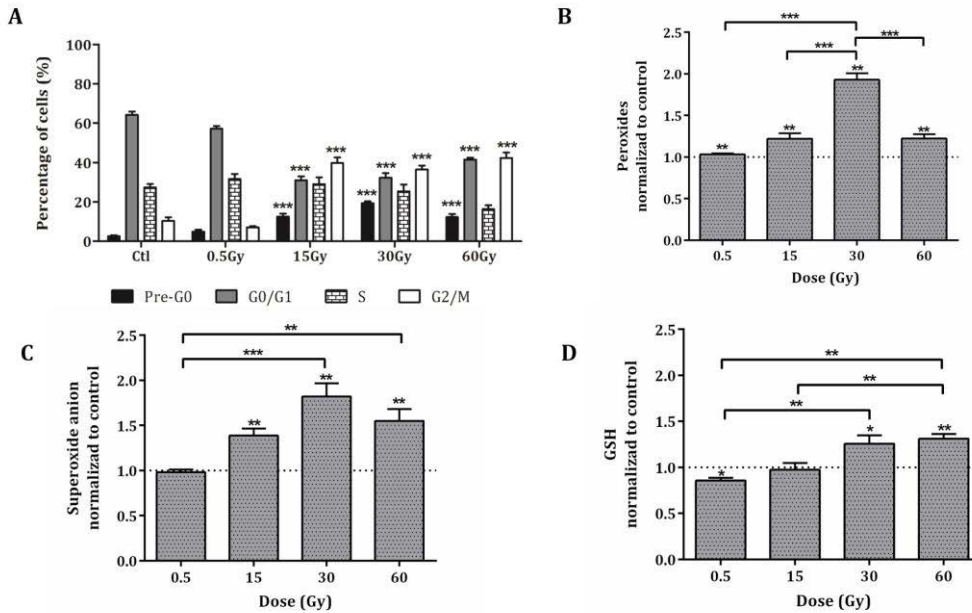 A
Percentage of cells (%)
100
80
60
40
20
0
***
***
***
***
***
***
***
***
***
Ctl
0.5Gy
15Gy
30Gy
60Gy
Pre-G0
G0/G1
S
G2/M
B
Peroxides
normalizad to control
2.5
2.0
1.5
1.0
0.5
0.0
***
***
***
**
**
**
**
0.5
15
30
60
Dose (Gy)
C
Superoxide anion
normalizad to control
2.5
2.0
1.5
1.0
0.5
0.0
**
***
**
**
**
0.5
15
30
60
Dose (Gy)
D
GSH
normalizad to control
2.5
2.0
1.5
1.0
0.5
0.0
**
**
**
*
*
**
0.5
15
30
60
Dose (Gy)